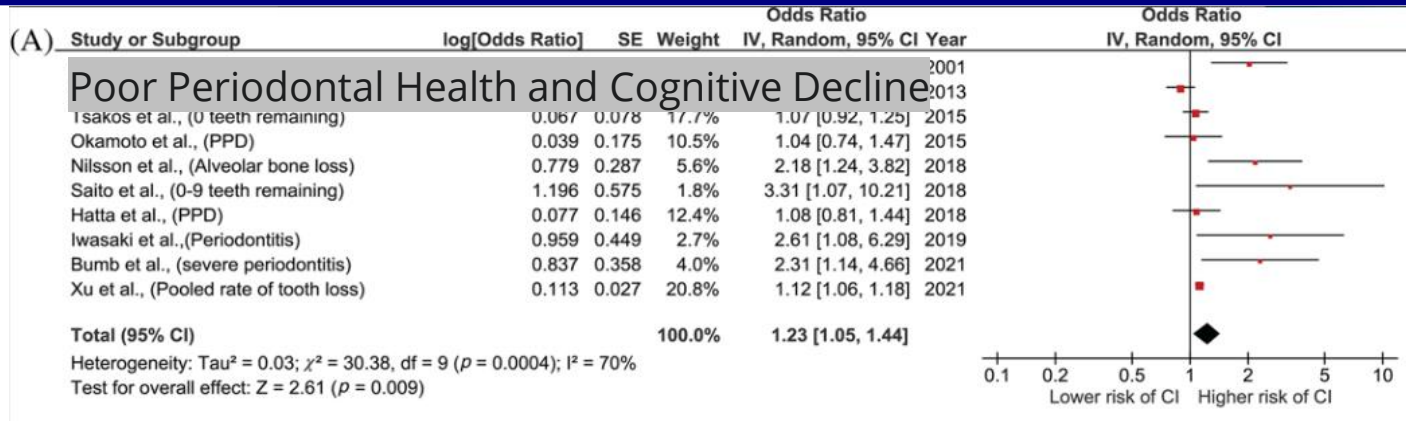 Odds Ratio Odds Ratio
(A) Study or Subgroup log[Odds Ratio] SE Weight IV, Random, 95% CI Year IV, Random, 95% CI
2001
Poor Periodontal Health and Cognitive Decline
2013
Tsakos et al., (0 teeth remaining) 0.067 0.078 17.7% 1.07 [0.92, 1.25] 2015
Okamoto et al., (PPD) 0.039 0.175 10.5% 1.04 [0.74, 1.47] 2015
Nilsson et al., (Alveolar bone loss) 0.779 0.287 5.6% 2.18 [1.24, 3.82] 2018
Saito et al., (0-9 teeth remaining) 1.196 0.575 1.8% 3.31 [1.07, 10.21] 2018
Hatta et al., (PPD) 0.077 0.146 12.4% 1.08 [0.81, 1.44] 2018
Iwasaki et al.,(Periodontitis) 0.959 0.449 2.7% 2.61 [1.08, 6.29] 2019
Bumb et al., (severe periodontitis) 0.837 0.358 4.0% 2.31 [1.14, 4.66] 2021
Xu et al., (Pooled rate of tooth loss) 0.113 0.027 20.8% 1.12 [1.06, 1.18] 2021
Total (95% CI) 100.0% 1.23 [1.05, 1.44]
Heterogeneity: Tau² = 0.03; χ² = 30.38, df = 9 (p = 0.0004); I² = 70%
Test for overall effect: Z = 2.61 (p = 0.009)
0.1 0.2 0.5 1 2 5 10
Lower risk of CI Higher risk of CI